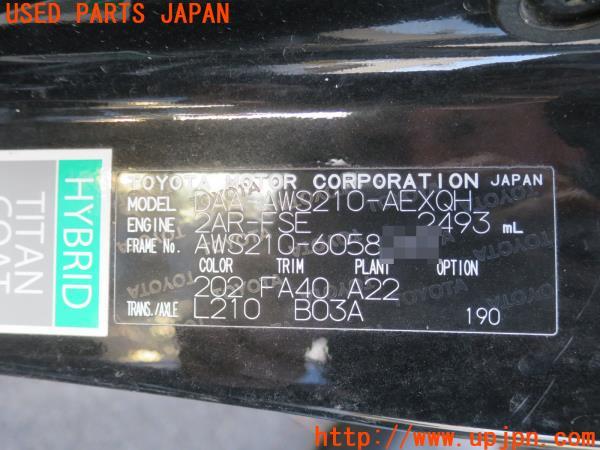 USED PARTS JAPAN
HYBRID
TITAN
COAT
TOYOTA MOTOR CORPORATION JAPAN
MODEL DAA-AWS210-AEXQH
ENGINE 2AR-FSE 2493 mL
FRAME No. AWS210-6058
COLOR TRIM PLANT OPTION
202 FA40 A22
TRANS./AXLE L210 B03A 190
http://www.upjpn.com